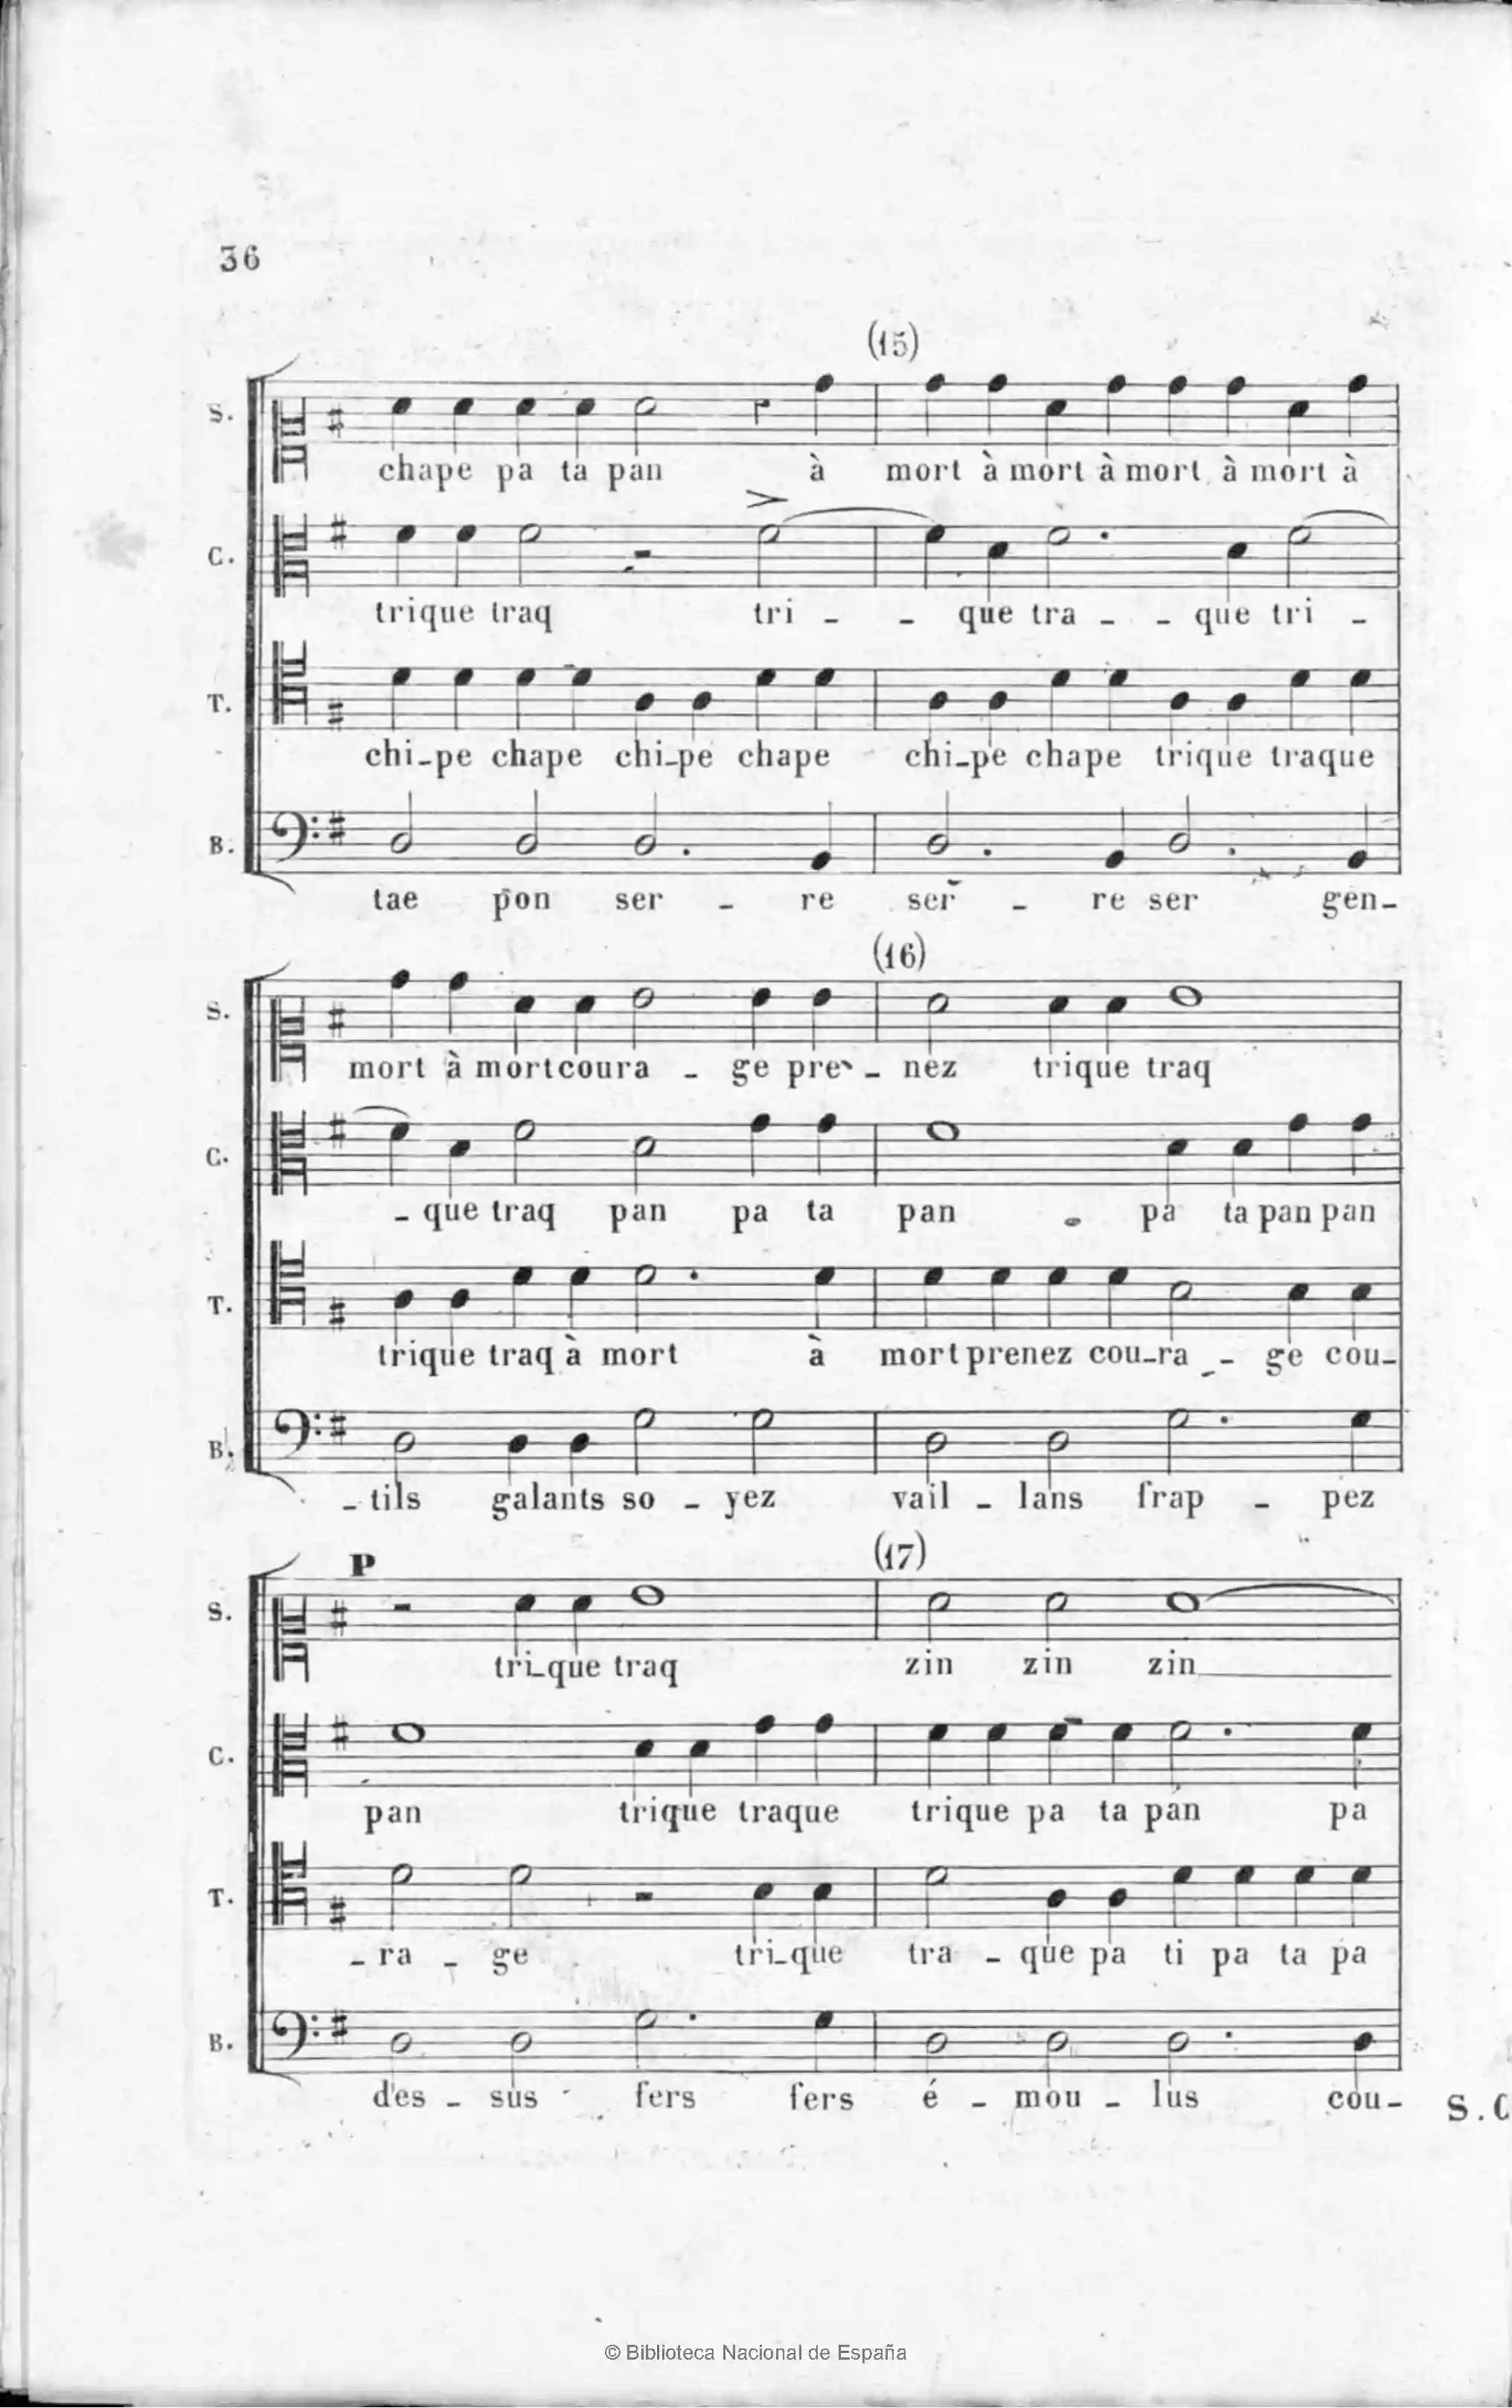 36
(15)
S.
chape pa ta pan à mort à mort à mort à mort à
C.
trique traq tri - - que tra - - que tri -
T.
chi-pe chape chi-pe chape chi-pe chape trique traque
B.
tae pon ser - re ser - re ser gen-
(16)
S.
mort à mort coura - ge pre - nez trique traq
C.
- que traq pan pa ta pan - pa ta pan pan
T.
trique traq à mort à mort prenez cou-ra - ge cou-
B.
- tils galants so - yez vail - lans frap - pez
P (17)
S.
tri-que traq zin zin zin
C.
pan trique traque trique pa ta pan pa
T.
- ra - ge tri-que tra - que pa ti pa ta pa
B.
des - sus fers fers é - mou - lus cou-
S.C
© Biblioteca Nacional de España